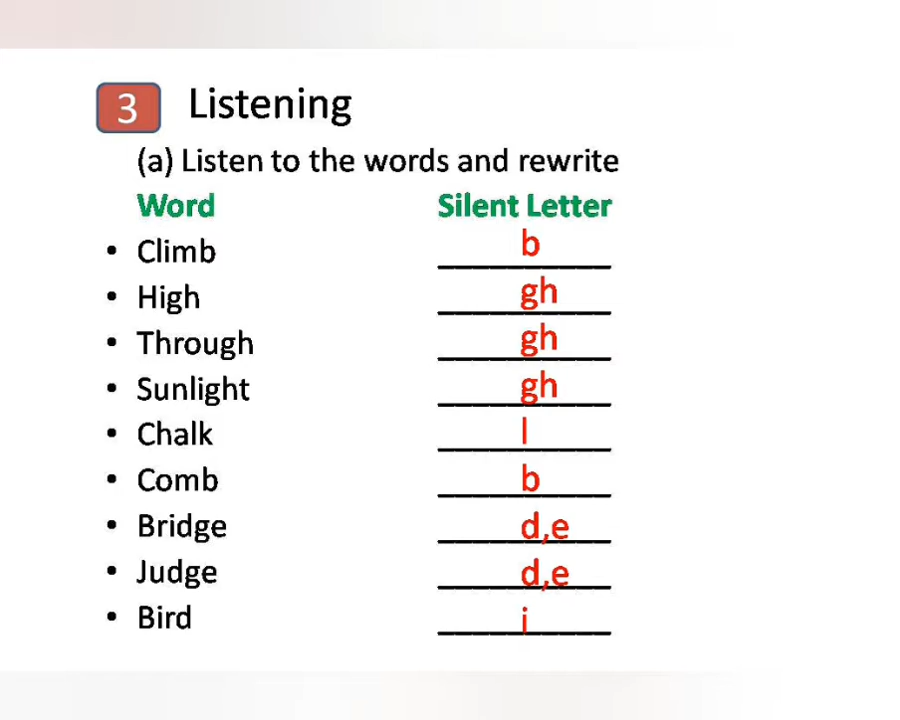 3 Listening
(a) Listen to the words and rewrite
Word Silent Letter
• Climb b
• High gh
• Through gh
• Sunlight gh
• Chalk l
• Comb b
• Bridge d,e
• Judge d,e
• Bird i